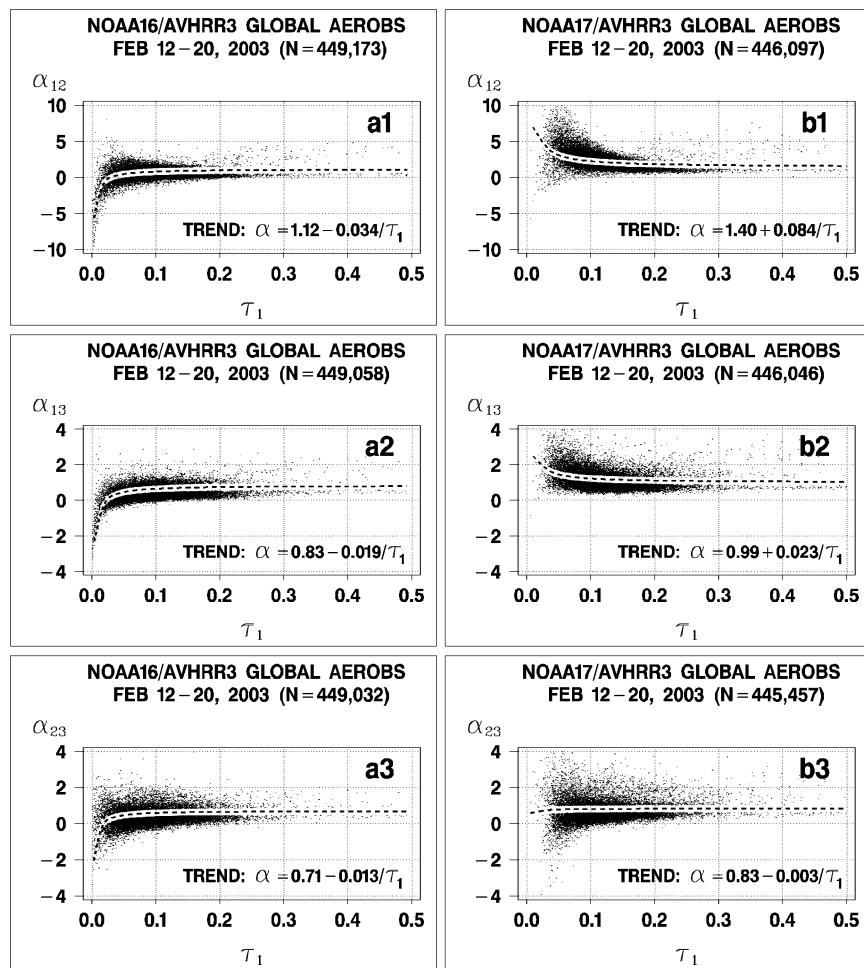 NOAA16/AVHRR3 GLOBAL AEROBS
FEB 12−20, 2003 (N=449,173)
α12
a1
10
5
0
−5
−10
TREND: α=1.12−0.034/τ1
0.0 0.1 0.2 0.3 0.4 0.5
τ1
NOAA17/AVHRR3 GLOBAL AEROBS
FEB 12−20, 2003 (N=446,097)
α12
b1
10
5
0
−5
−10
TREND: α=1.40+0.084/τ1
0.0 0.1 0.2 0.3 0.4 0.5
τ1
NOAA16/AVHRR3 GLOBAL AEROBS
FEB 12−20, 2003 (N=449,058)
α13
a2
4
2
0
−2
−4
TREND: α=0.83−0.019/τ1
0.0 0.1 0.2 0.3 0.4 0.5
τ1
NOAA17/AVHRR3 GLOBAL AEROBS
FEB 12−20, 2003 (N=446,046)
α13
b2
4
2
0
−2
−4
TREND: α=0.99+0.023/τ1
0.0 0.1 0.2 0.3 0.4 0.5
τ1
NOAA16/AVHRR3 GLOBAL AEROBS
FEB 12−20, 2003 (N=449,032)
α23
a3
4
2
0
−2
−4
TREND: α=0.71−0.013/τ1
0.0 0.1 0.2 0.3 0.4 0.5
τ1
NOAA17/AVHRR3 GLOBAL AEROBS
FEB 12−20, 2003 (N=445,457)
α23
b3
4
2
0
−2
−4
TREND: α=0.83−0.003/τ1
0.0 0.1 0.2 0.3 0.4 0.5
τ1